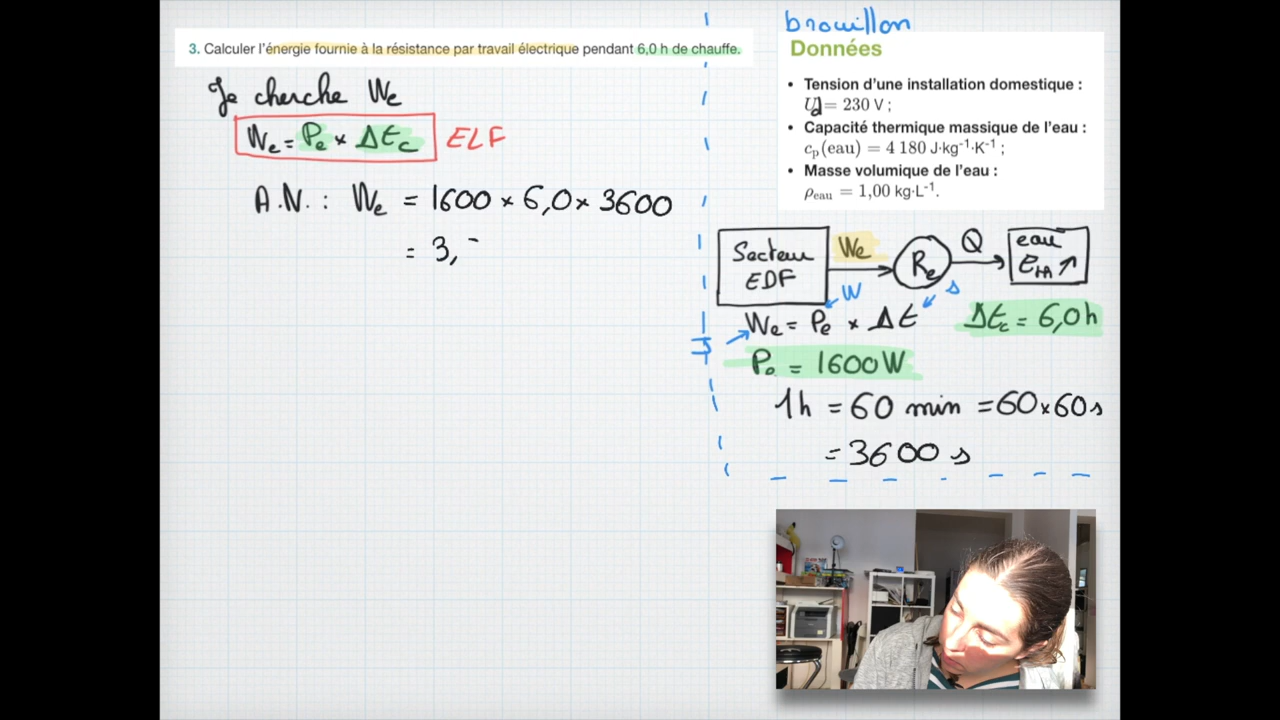 3. Calculer l'énergie fournie à la résistance par travail électrique pendant 6,0 h de chauffe.
Je cherche We
We = Pe × Δtc ELF
A.N. : We = 1600 × 6,0 × 3600
= 3,
brouillon
Données
• Tension d'une installation domestique :
Ud = 230 V ;
• Capacité thermique massique de l'eau :
cp(eau) = 4 180 J·kg-1·K-1 ;
• Masse volumique de l'eau :
ρeau = 1,00 kg·L-1.
Secteur EDF
We
Re
Q
eau
↗
W
s
We = Pe × Δt
Δtc = 6,0 h
J
Pe = 1600 W
1h = 60 min = 60×60 s
= 3600 s